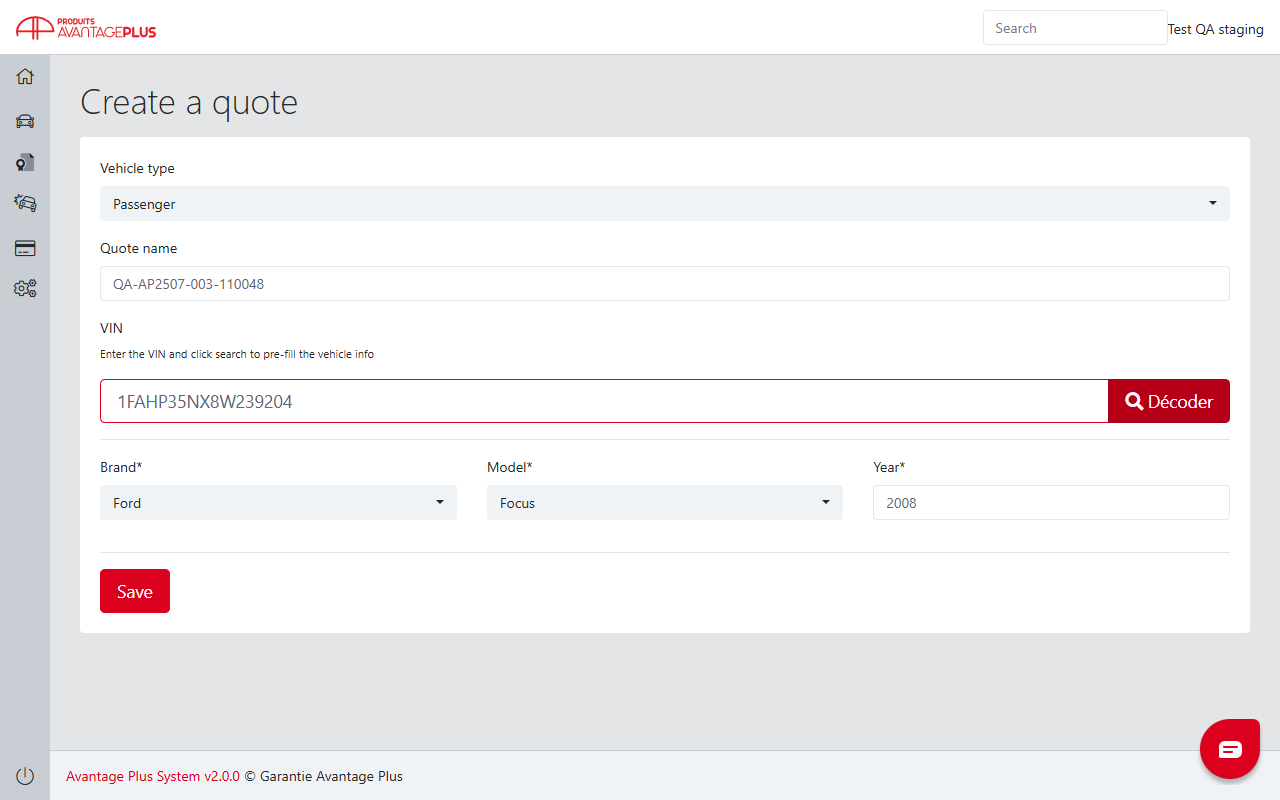 PRODUITS
AVANTAGEPLUS
Search
Test QA staging
Create a quote
Vehicle type
Passenger
Quote name
QA-AP2507-003-110048
VIN
Enter the VIN and click search to pre-fill the vehicle info
1FAHP35NX8W239204
Décoder
Brand*
Model*
Year*
Ford
Focus
2008
Save
Avantage Plus System v2.0.0 © Garantie Avantage Plus